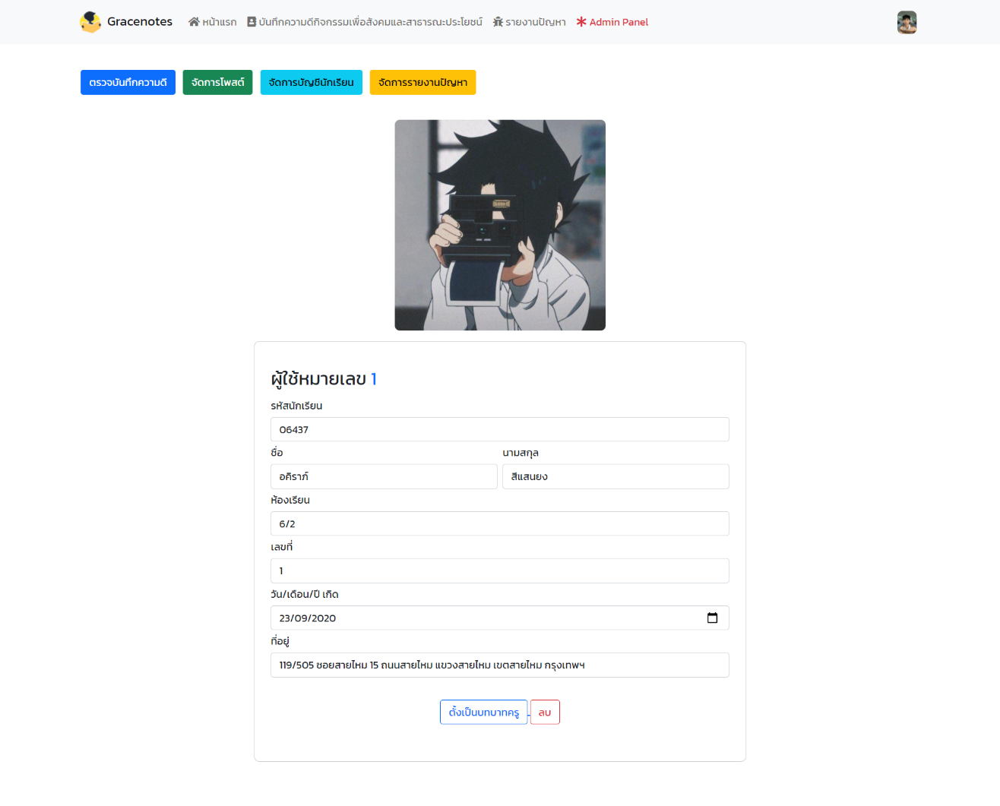 Gracenotes หน้าแรก บันทึกความดีกิจกรรมเพื่อสังคมและสาธารณะประโยชน์ รายงานปัญหา Admin Panel
ตรวจบันทึกความดี จัดการโพสต์ จัดการบัญชีนักเรียน จัดการรายงานปัญหา
ผู้ใช้หมายเลข 1
รหัสนักเรียน
06437
ชื่อ นามสกุล
อคิราภ์ สีแสนยง
ห้องเรียน
6/2
เลขที่
1
วัน/เดือน/ปี เกิด
23/09/2020
ที่อยู่
119/505 ซอยสายไหม 15 ถนนสายไหม แขวงสายไหม เขตสายไหม กรุงเทพฯ
ตั้งเป็นบทบาทครู ลบ